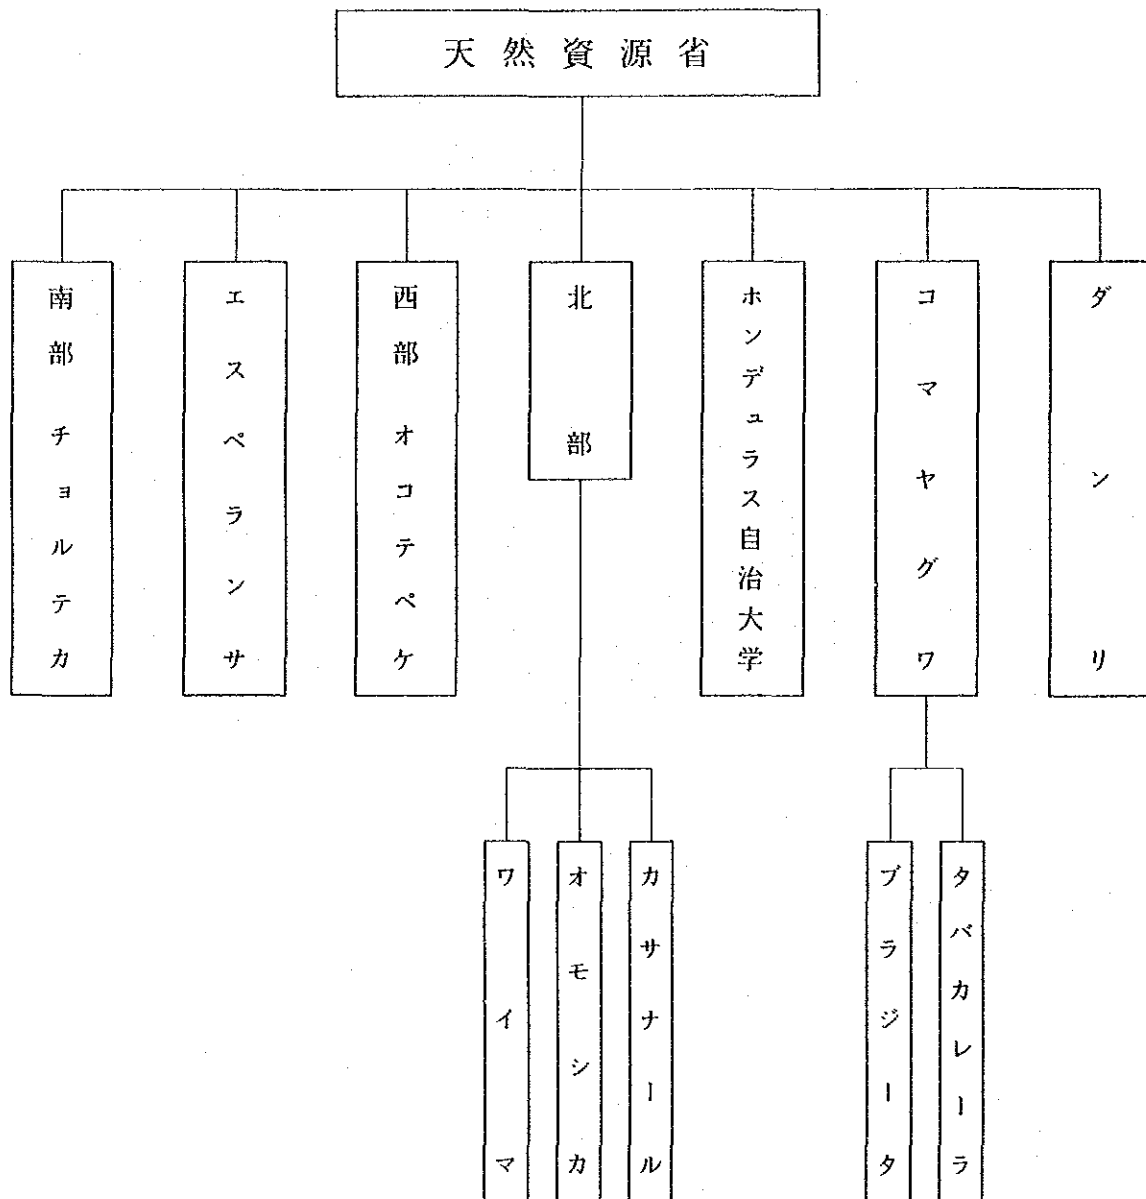 天然資源省
南部チョルテカ
エスペランサ
西部オコテペケ
北部
ホンデュラス自治大学
コマヤグワ
ダンリ
ワイマ
オモシカ
カサナール
ブラジータ
タバカレーラ